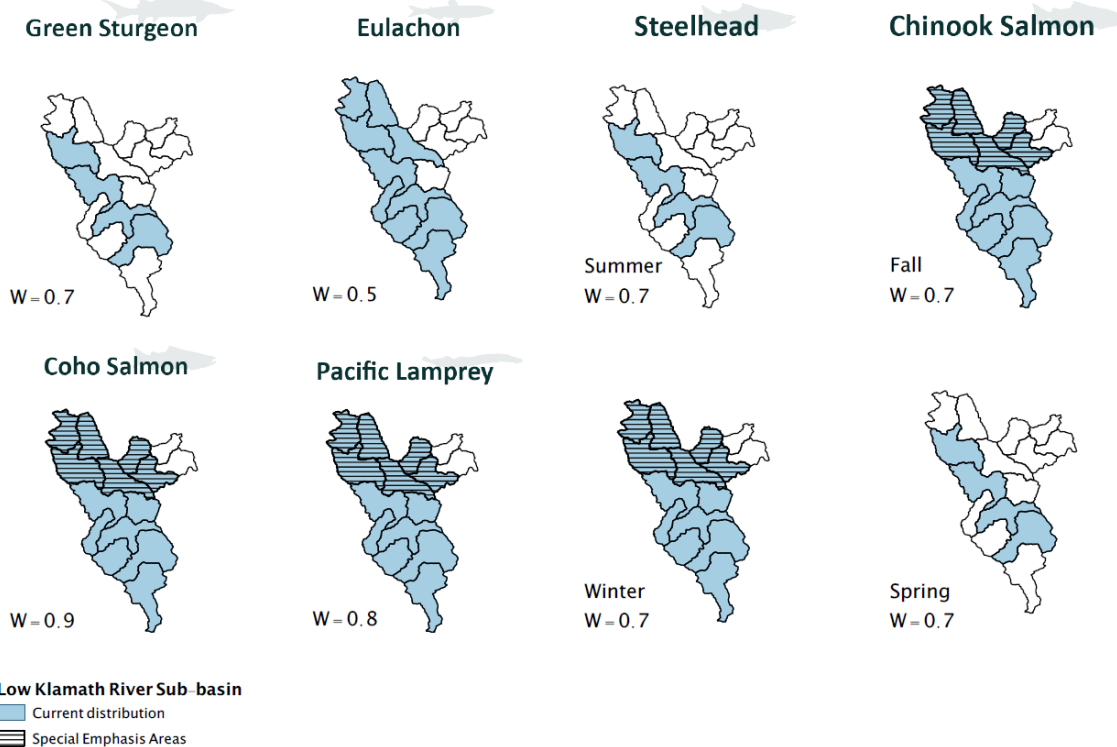 Green Sturgeon
Eulachon
Steelhead
Chinook Salmon
W = 0.7
W = 0.5
Summer
W = 0.7
Fall
W = 0.7
Coho Salmon
Pacific Lamprey
W = 0.9
W = 0.8
Winter
W = 0.7
Spring
W = 0.7
Low Klamath River Sub-basin
Current distribution
Special Emphasis Areas